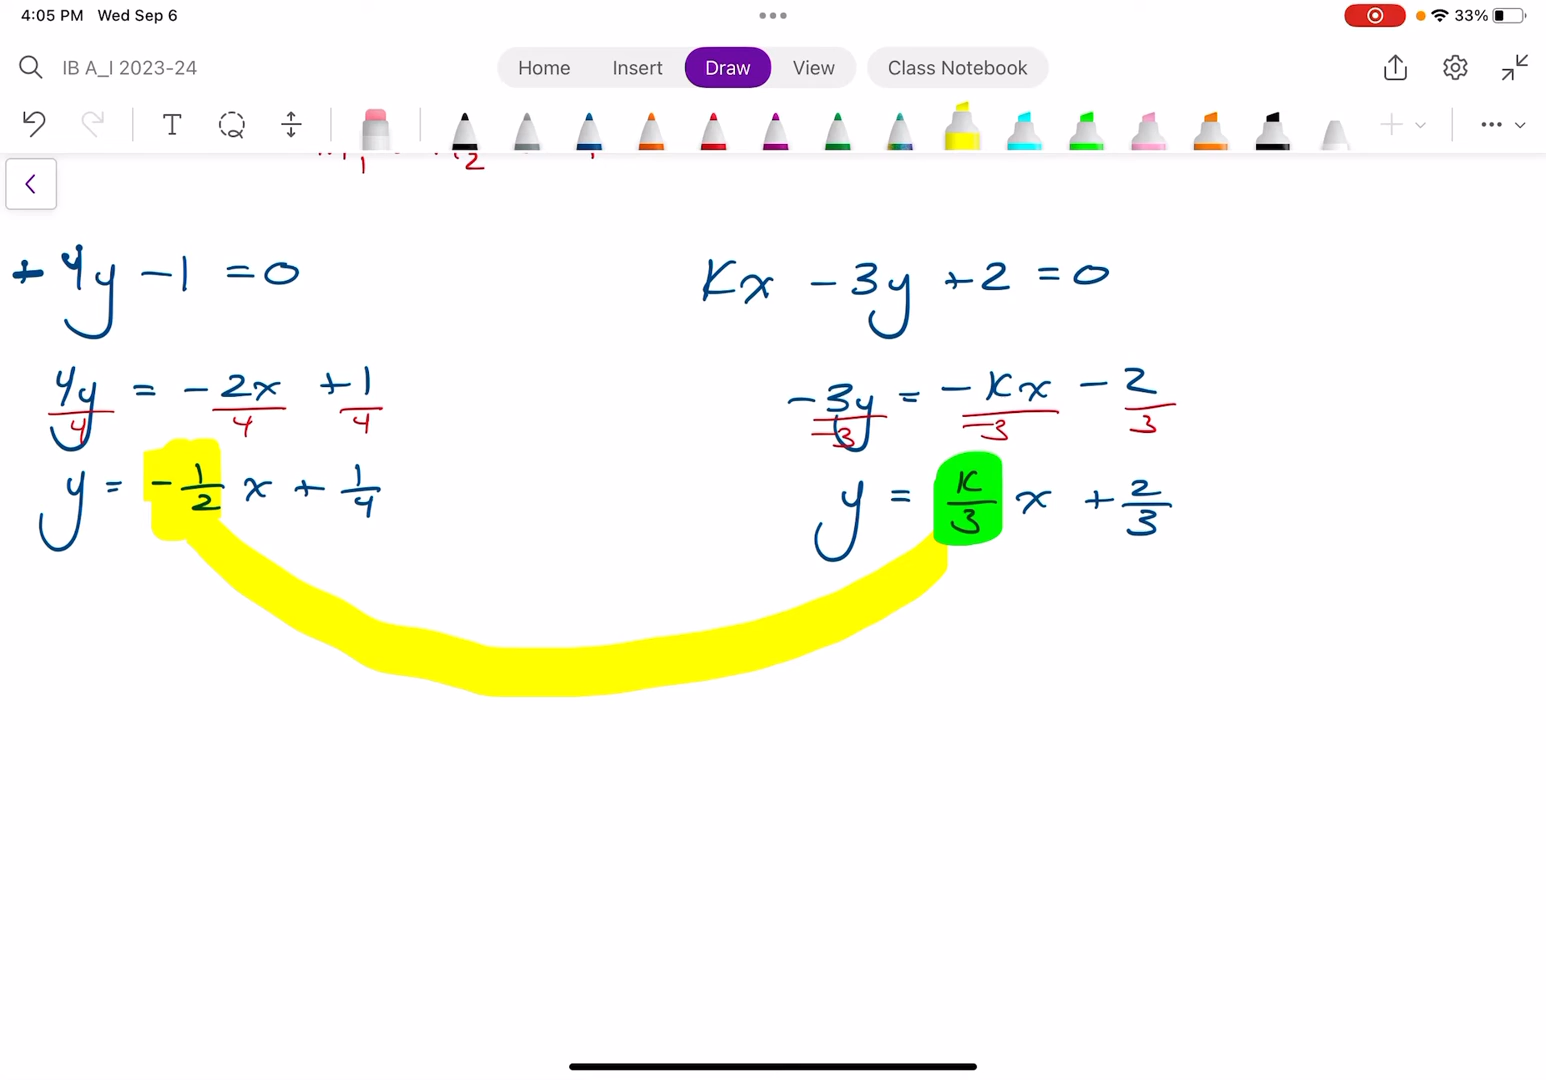 4:05 PM Wed Sep 6
33%
IB A_I 2023-24
Home Insert Draw View Class Notebook
T
1 2
+ 4y - 1 = 0
Kx - 3y + 2 = 0
4y/4 = -2x/4 + 1/4
-3y/-3 = -Kx/-3 - 2/3
y = -1/2 x + 1/4
y = K/3 x + 2/3